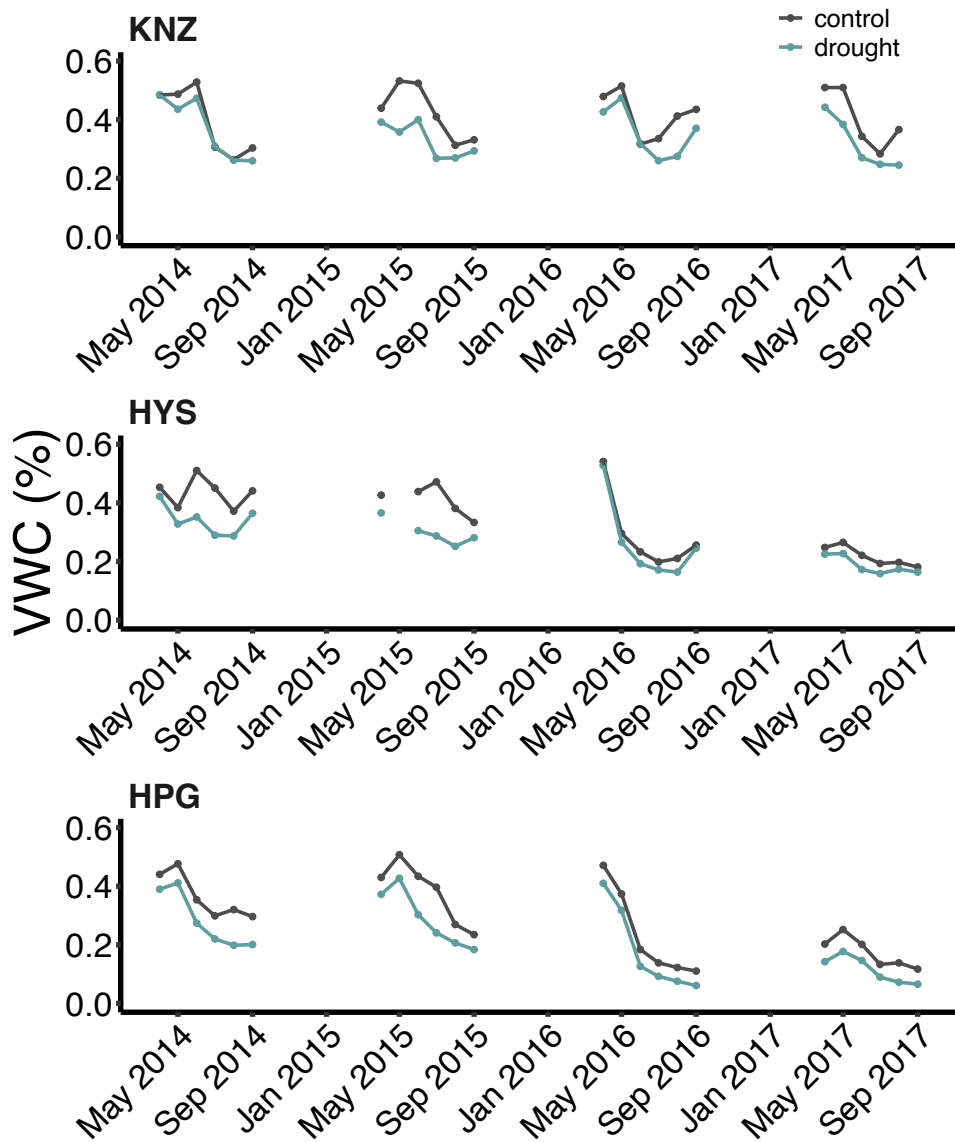 KNZ
control
drought
0.6
0.4
0.2
0.0
May 2014
Sep 2014
Jan 2015
May 2015
Sep 2015
Jan 2016
May 2016
Sep 2016
Jan 2017
May 2017
Sep 2017
HYS
VWC (%)
0.6
0.4
0.2
0.0
May 2014
Sep 2014
Jan 2015
May 2015
Sep 2015
Jan 2016
May 2016
Sep 2016
Jan 2017
May 2017
Sep 2017
HPG
0.6
0.4
0.2
0.0
May 2014
Sep 2014
Jan 2015
May 2015
Sep 2015
Jan 2016
May 2016
Sep 2016
Jan 2017
May 2017
Sep 2017